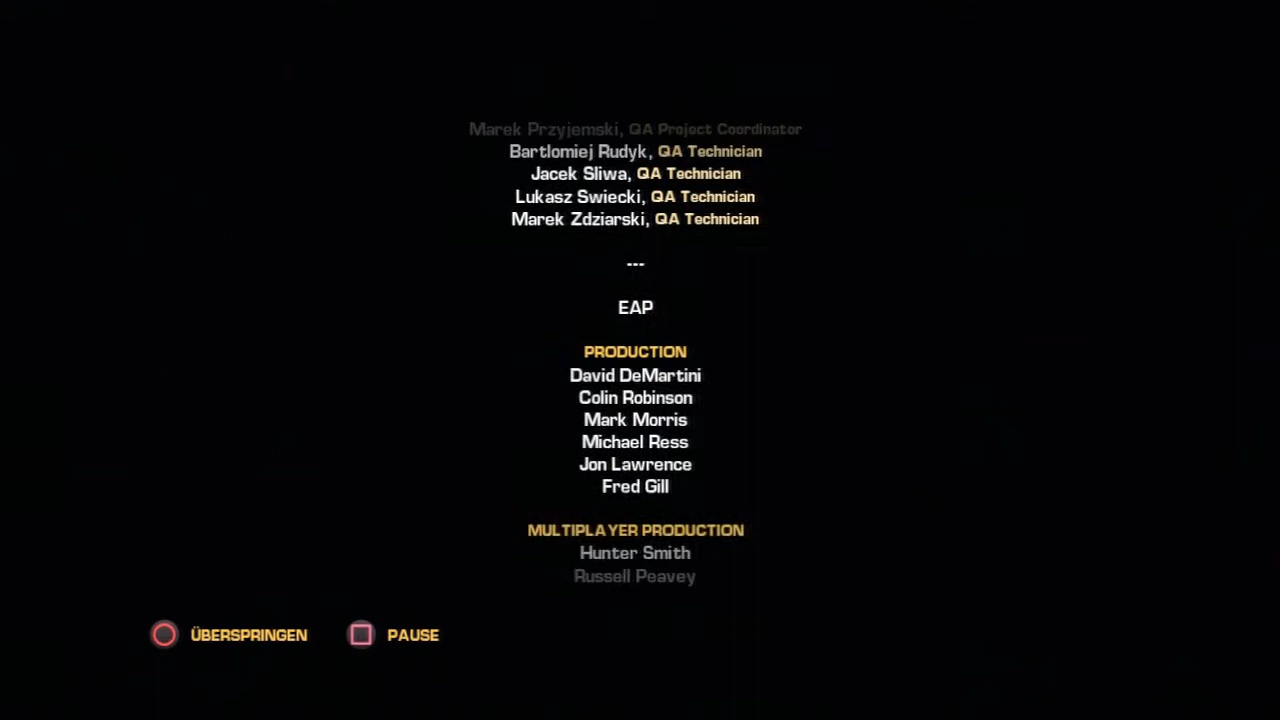 Marek Przyjemski, QA Project Coordinator
Bartlomiej Rudyk, QA Technician
Jacek Sliwa, QA Technician
Lukasz Swiecki, QA Technician
Marek Zdziarski, QA Technician
---
EAP
PRODUCTION
David DeMartini
Colin Robinson
Mark Morris
Michael Ress
Jon Lawrence
Fred Gill
MULTIPLAYER PRODUCTION
Hunter Smith
Russell Peavey
ÜBERSPRINGEN PAUSE